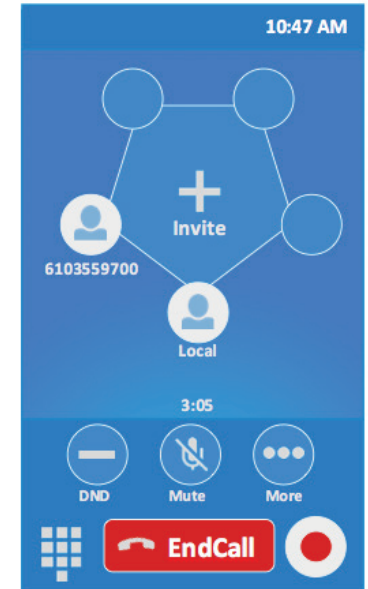 10:47 AM
Invite
6103559700
Local
3:05
DND
Mute
More
EndCall